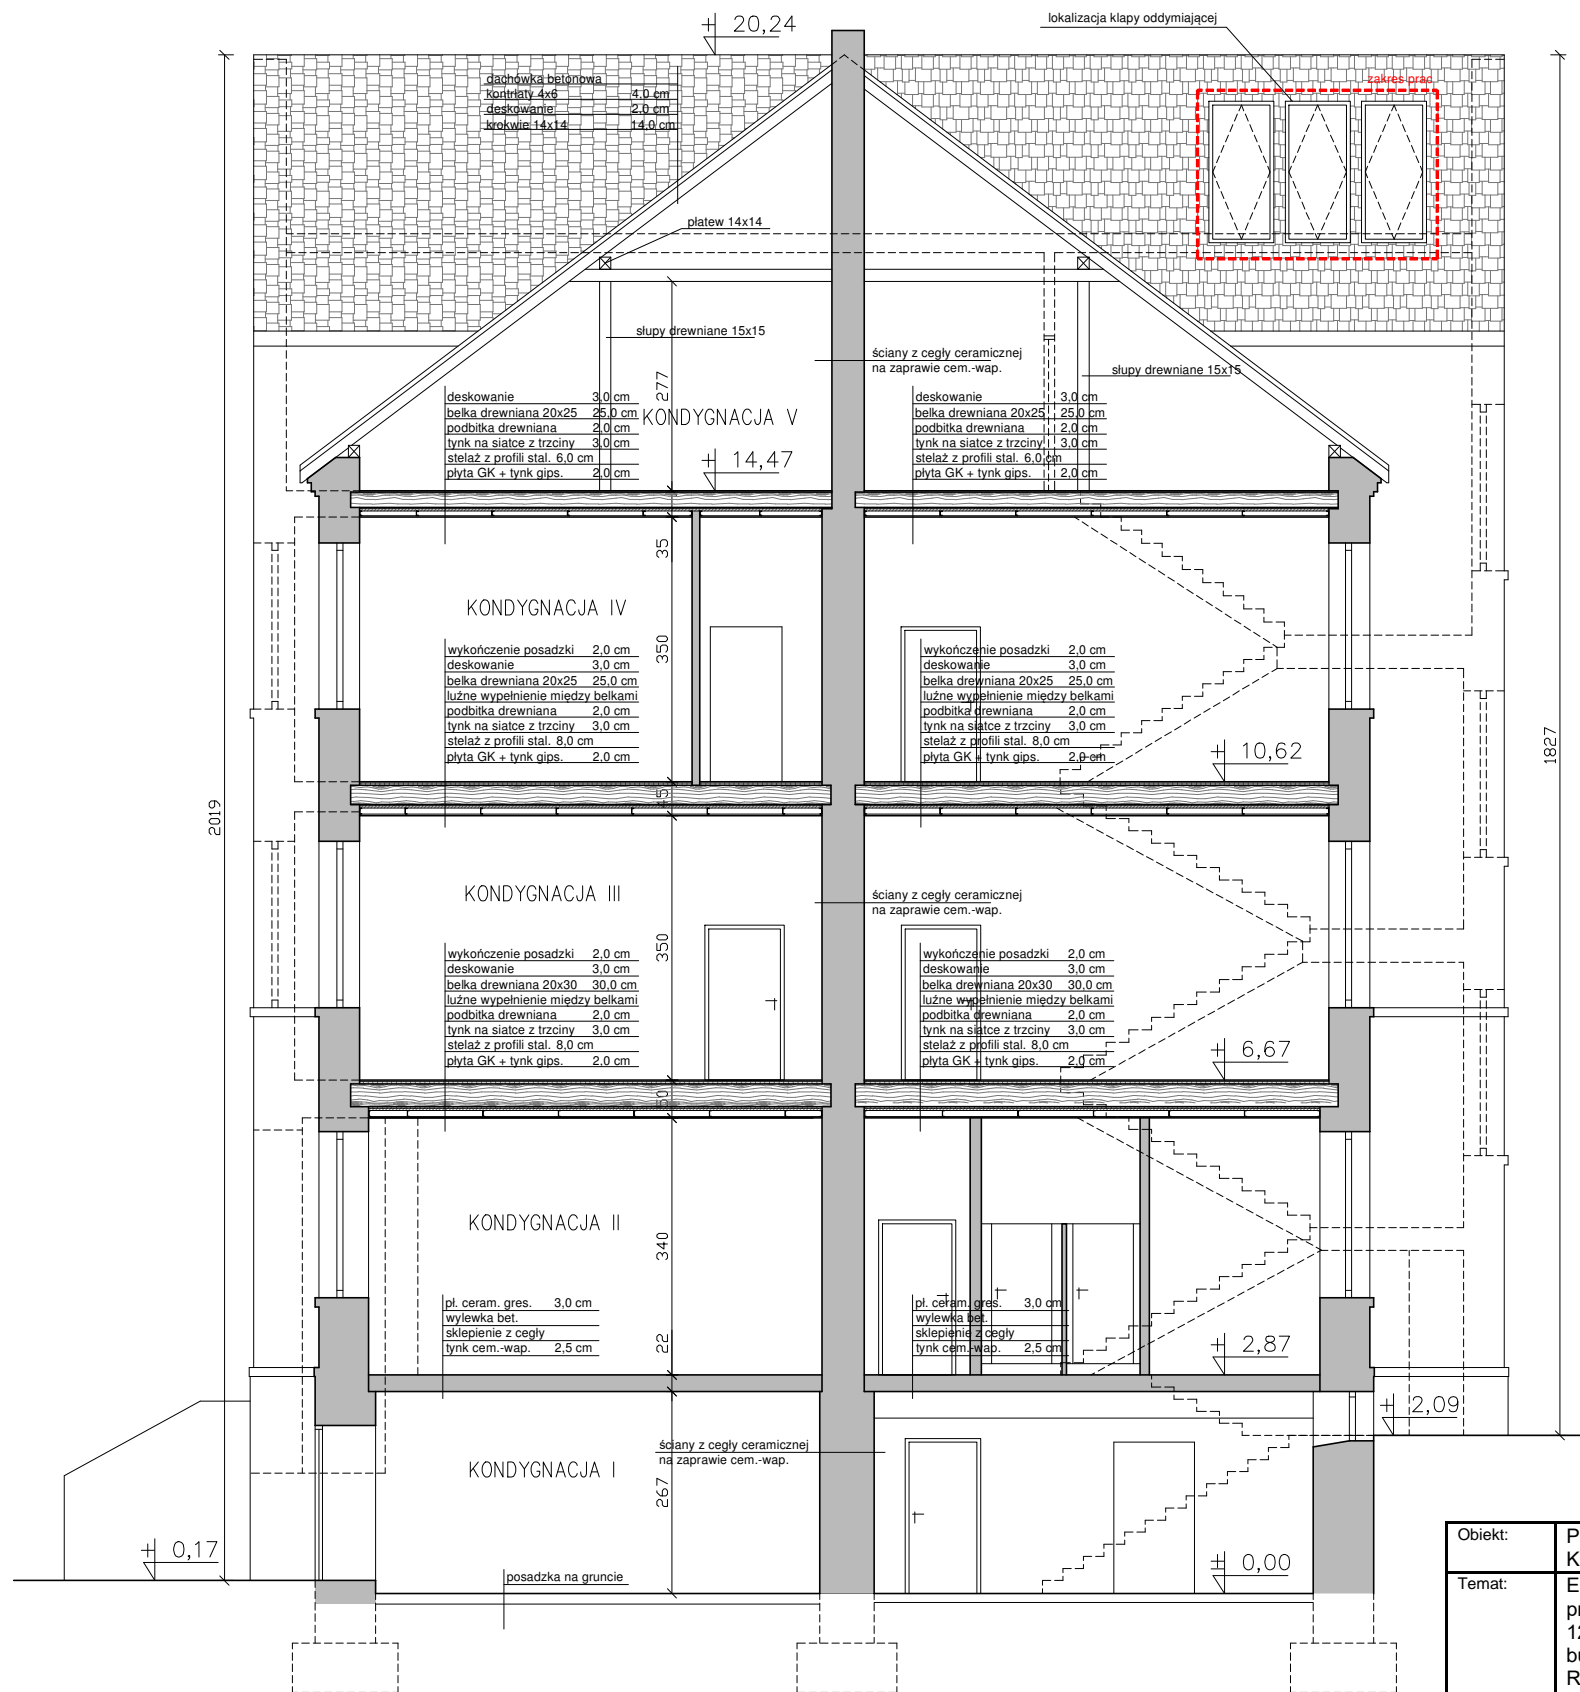 lokalizacja klapy oddymiającej
+ 20,24
zakres prac
dachówka betonowa
kontrłaty 4x6 4,0 cm
deskowanie 2,0 cm
krokwie 14x14 14,0 cm
płatew 14x14
słupy drewniane 15x15
ściany z cegły ceramicznej
na zaprawie cem.-wap.
słupy drewniane 15x15
277
KONDYGNACJA V
deskowanie 3,0 cm
belka drewniana 20x25 25,0 cm
podbitka drewniana 2,0 cm
tynk na siatce z trzciny 3,0 cm
stelaż z profili stal. 6,0 cm
płyta GK + tynk gips. 2,0 cm
deskowanie 3,0 cm
belka drewniana 20x25 25,0 cm
podbitka drewniana 2,0 cm
tynk na siatce z trzciny 3,0 cm
stelaż z profili stal. 6,0 cm
płyta GK + tynk gips. 2,0 cm
+ 14,47
35
KONDYGNACJA IV
350
wykończenie posadzki 2,0 cm
deskowanie 3,0 cm
belka drewniana 20x25 25,0 cm
luźne wypełnienie między belkami
podbitka drewniana 2,0 cm
tynk na siatce z trzciny 3,0 cm
stelaż z profili stal. 8,0 cm
płyta GK + tynk gips. 2,0 cm
wykończenie posadzki 2,0 cm
deskowanie 3,0 cm
belka drewniana 20x25 25,0 cm
luźne wypełnienie między belkami
podbitka drewniana 2,0 cm
tynk na siatce z trzciny 3,0 cm
stelaż z profili stal. 8,0 cm
płyta GK + tynk gips. 2,0 cm
+ 10,62
1827
2019
45
KONDYGNACJA III
ściany z cegły ceramicznej
na zaprawie cem.-wap.
350
wykończenie posadzki 2,0 cm
deskowanie 3,0 cm
belka drewniana 20x30 30,0 cm
luźne wypełnienie między belkami
podbitka drewniana 2,0 cm
tynk na siatce z trzciny 3,0 cm
stelaż z profili stal. 8,0 cm
płyta GK + tynk gips. 2,0 cm
wykończenie posadzki 2,0 cm
deskowanie 3,0 cm
belka drewniana 20x30 30,0 cm
luźne wypełnienie między belkami
podbitka drewniana 2,0 cm
tynk na siatce z trzciny 3,0 cm
stelaż z profili stal. 8,0 cm
płyta GK + tynk gips. 2,0 cm
+ 6,67
50
KONDYGNACJA II
340
pł. ceram. gres. 3,0 cm
wylewka bet.
sklepienie z cegły
tynk cem.-wap. 2,5 cm
pł. ceram. gres. 3,0 cm
wylewka bet.
sklepienie z cegły
tynk cem.-wap. 2,5 cm
22
+ 2,87
+ 2,09
ściany z cegły ceramicznej
na zaprawie cem.-wap.
KONDYGNACJA I
267
+ 0,17
+ 0,00
posadzka na gruncie
Obiekt:
Temat: